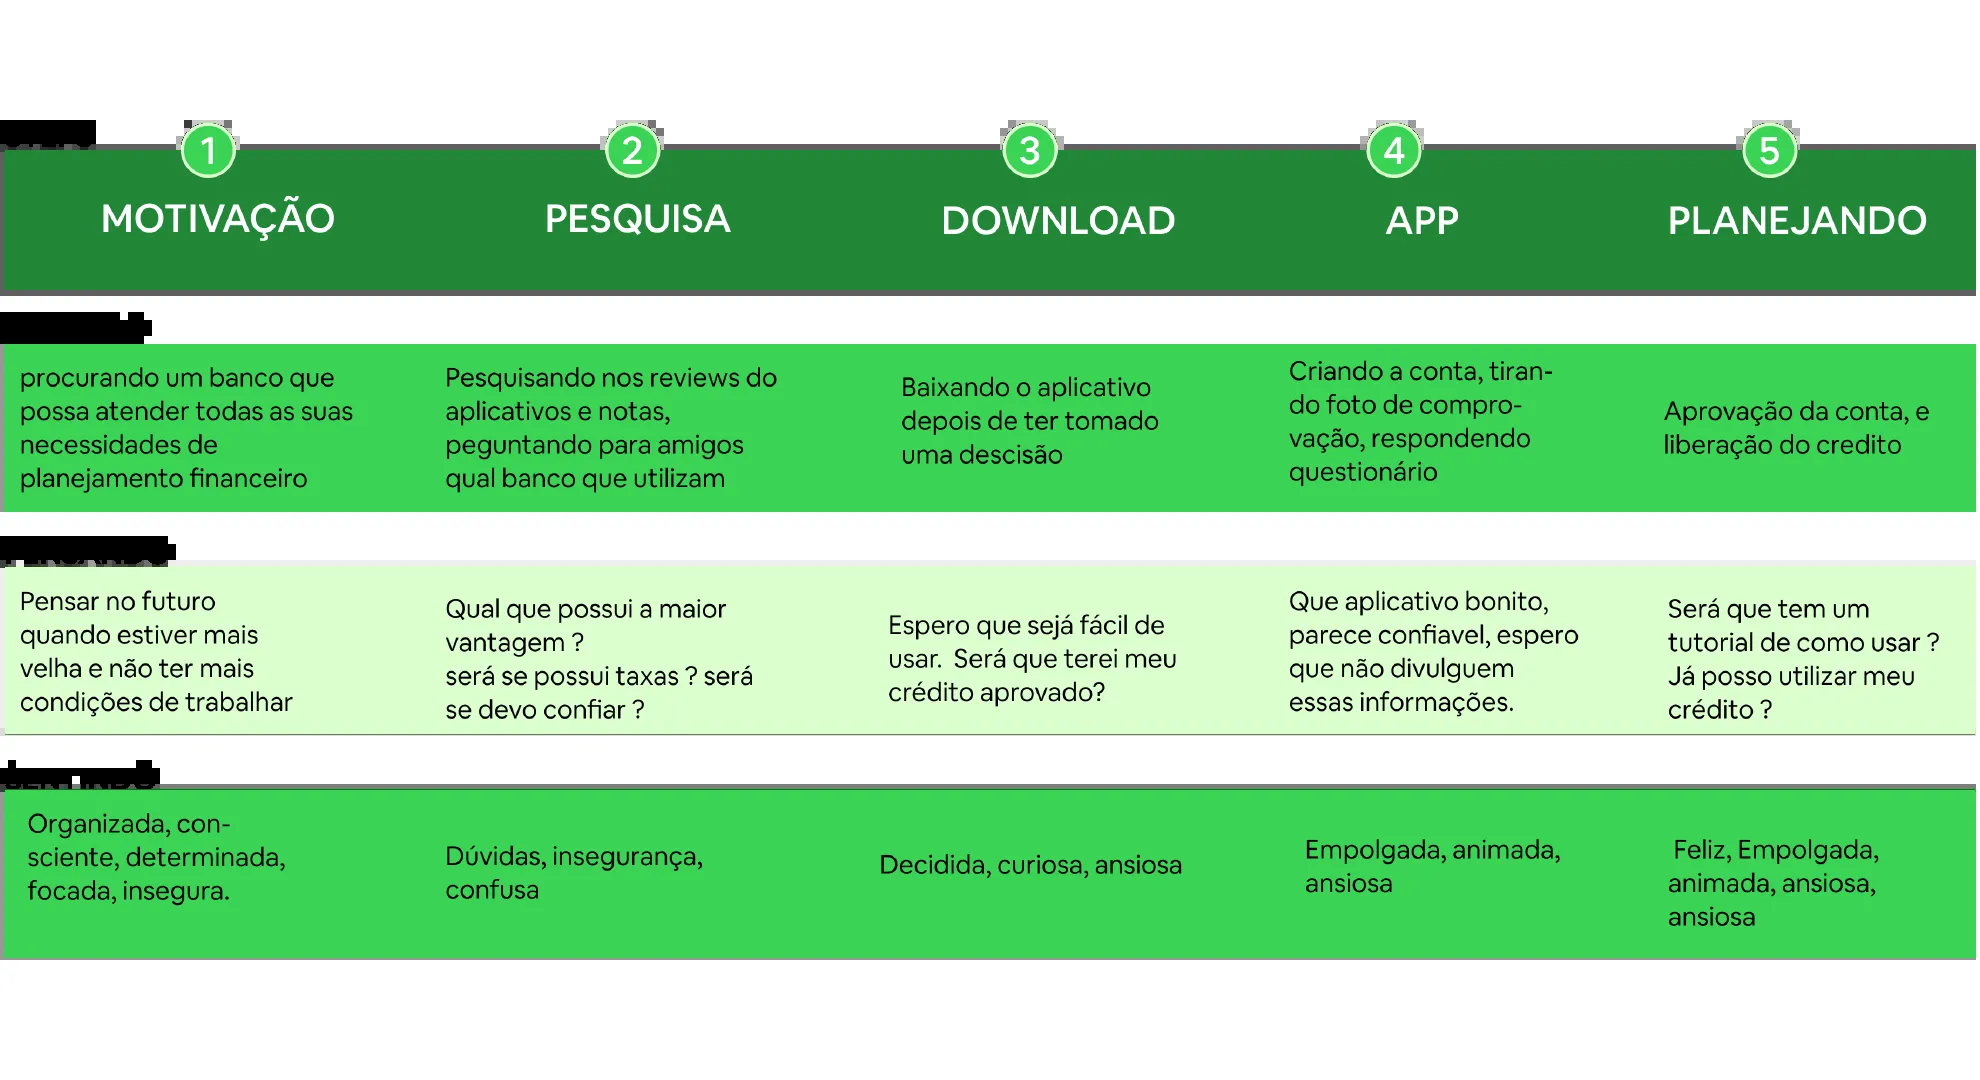 1
2
3
4
5
MOTIVAÇÃO
PESQUISA
DOWNLOAD
APP
PLANEJANDO
procurando um banco que
possa atender todas as suas
necessidades de
planejamento financeiro
Pesquisando nos reviews do
aplicativos e notas,
peguntando para amigos
qual banco que utilizam
Baixando o aplicativo
depois de ter tomado
uma descisão
Criando a conta, tiran-
do foto de compro-
vação, respondendo
questionário
Aprovação da conta, e
liberação do credito
Pensar no futuro
quando estiver mais
velha e não ter mais
condições de trabalhar
Qual que possui a maior
vantagem ?
será se possui taxas ? será
se devo confiar ?
Espero que sejá fácil de
usar.  Será que terei meu
crédito aprovado?
Que aplicativo bonito,
parece confiavel, espero
que não divulguem
essas informações.
Será que tem um
tutorial de como usar ?
Já posso utilizar meu
crédito ?
Organizada, con-
sciente, determinada,
focada, insegura.
Dúvidas, insegurança,
confusa
Decidida, curiosa, ansiosa
Empolgada, animada,
ansiosa
Feliz, Empolgada,
animada, ansiosa,
ansiosa